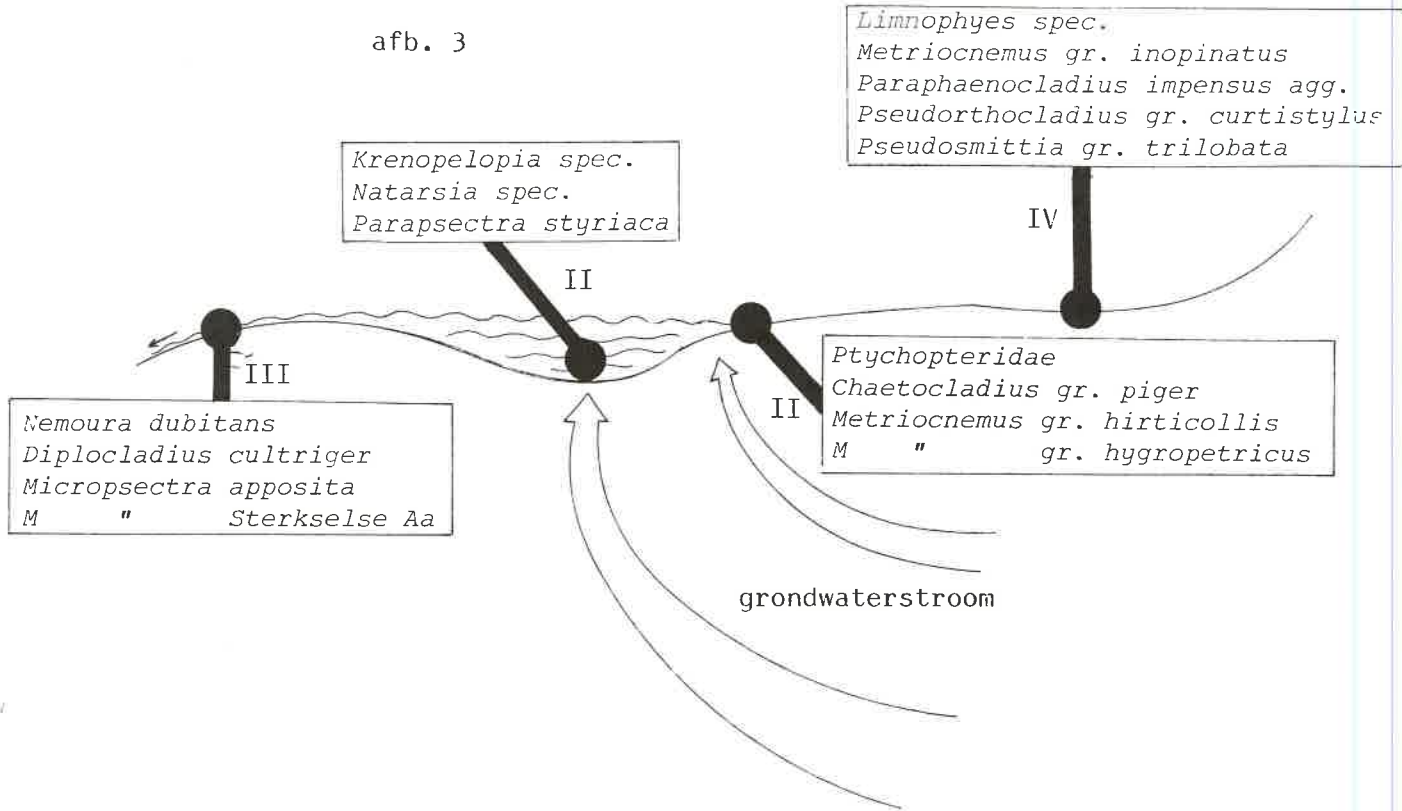 afb. 3
Limnophyes spec.
Metriocnemus gr. inopinatus
Paraphaenocladius impensus agg.
Pseudorthocladius gr. curtistylus
Pseudosmittia gr. trilobata
IV
Krenopelopia spec.
Natarsia spec.
Parapsectra styriaca
II
III
Nemoura dubitans
Diplocladius cultriger
Micropsectra apposita
M " Sterkselse Aa
II
Ptychopteridae
Chaetocladius gr. piger
Metriocnemus gr. hirticollis
M " gr. hygropetricus
grondwaterstroom